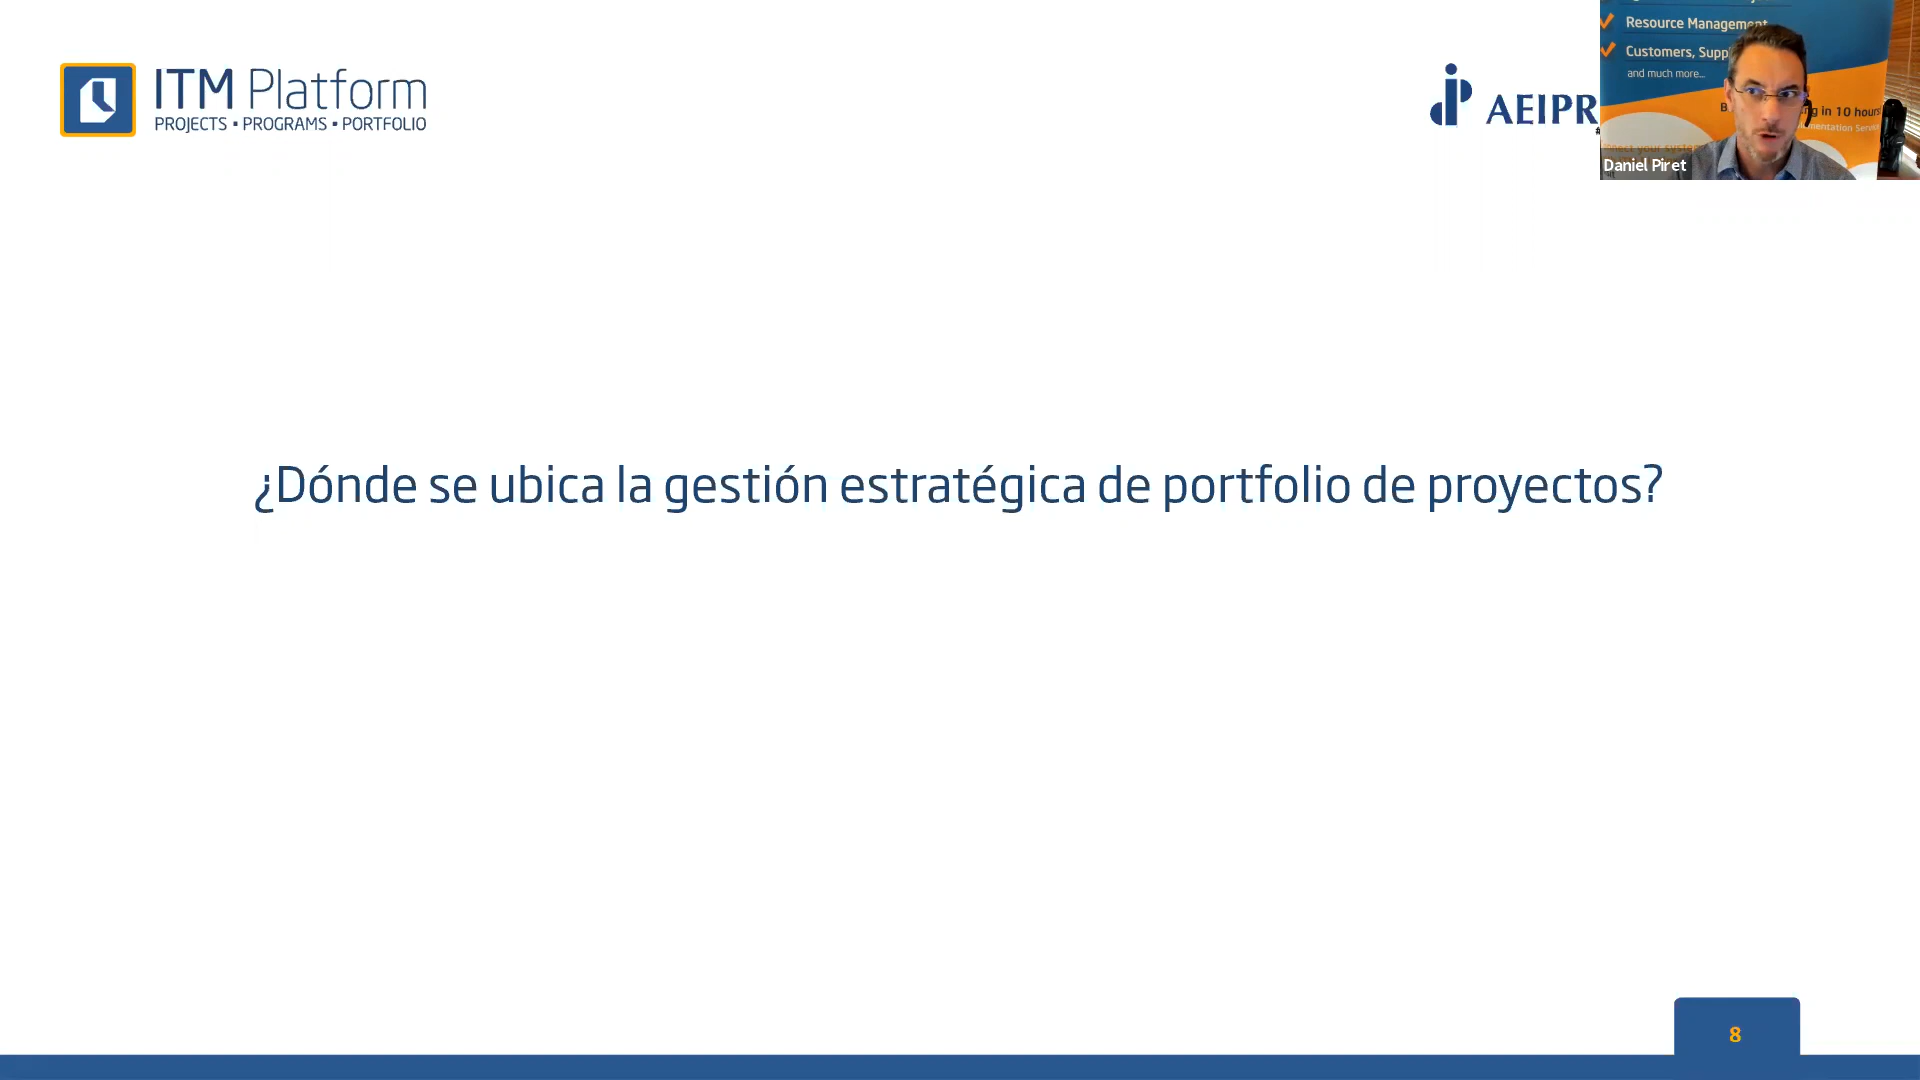 ITM Platform
PROJECTS ▪ PROGRAMS ▪ PORTFOLIO
AEIPR
Resource Management
Customers, Supp
and much more...
in 10 hours
Daniel Piret
¿Dónde se ubica la gestión estratégica de portfolio de proyectos?
8